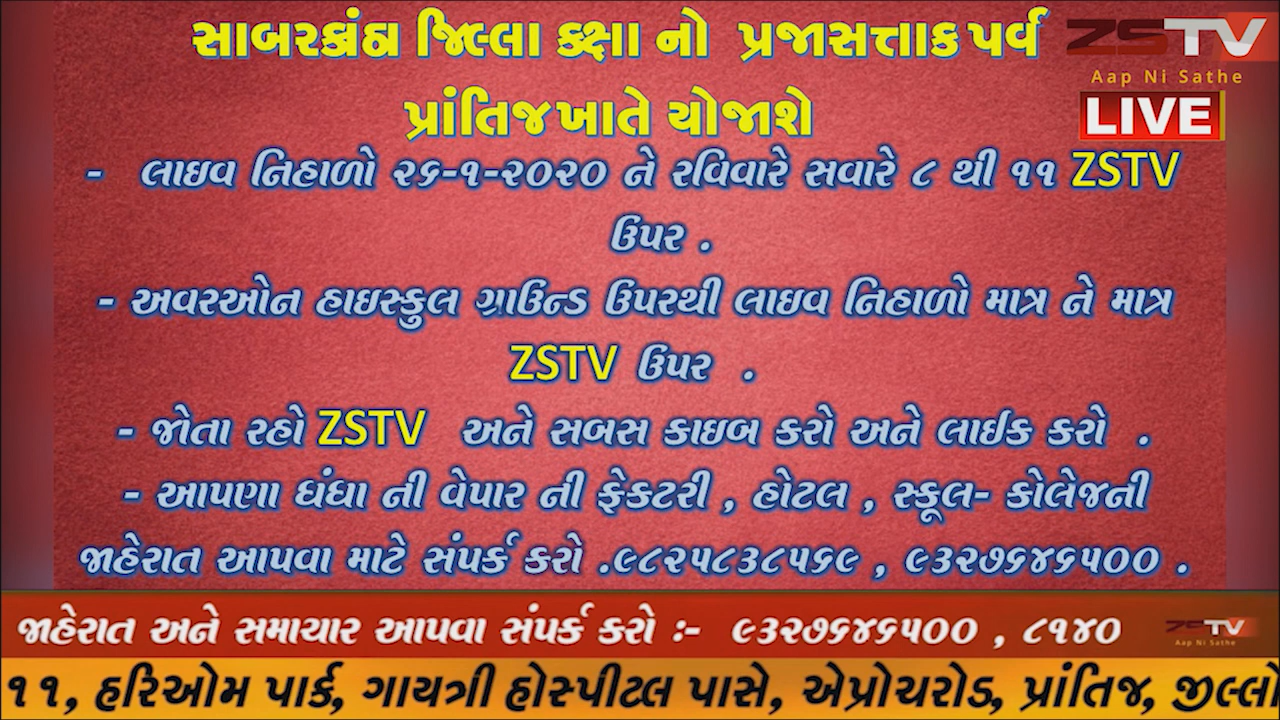 સાબરકાંઠા જિલ્લા કક્ષા નો પ્રજાસત્તાક પર્વ
ZSTV
Aap Ni Sathe
LIVE
પ્રાંતિજ ખાતે યોજાશે
- લાઇવ નિહાળો ૨૬-૧-૨૦૨૦ ને રવિવારે સવારે ૮ થી ૧૧ ZSTV
ઉપર .
- અવરઓન હાઇસ્કુલ ગ્રાઉન્ડ ઉપરથી લાઇવ નિહાળો માત્ર ને માત્ર
ZSTV ઉપર .
- જોતા રહો ZSTV અને સબસ કાઇબ કરો અને લાઈક કરો .
- આપણા ધંધા ની વેપાર ની ફેકટરી , હોટલ , સ્કૂલ- કોલેજની
જાહેરાત આપવા માટે સંપર્ક કરો .૯૮૨૫૮૩૮૫૬૯ , ૯૩૨૭૬૪૬૫૦૦ .
જાહેરાત અને સમાચાર આપવા સંપર્ક કરો :- ૯૩૨૭૬૪૬૫૦૦ , ૮૧૪૦
ZSTV
Aap Ni Sathe
૧૧, હરિઓમ પાર્ક, ગાયત્રી હોસ્પીટલ પાસે, એપ્રોચરોડ, પ્રાંતિજ, જીલ્લો